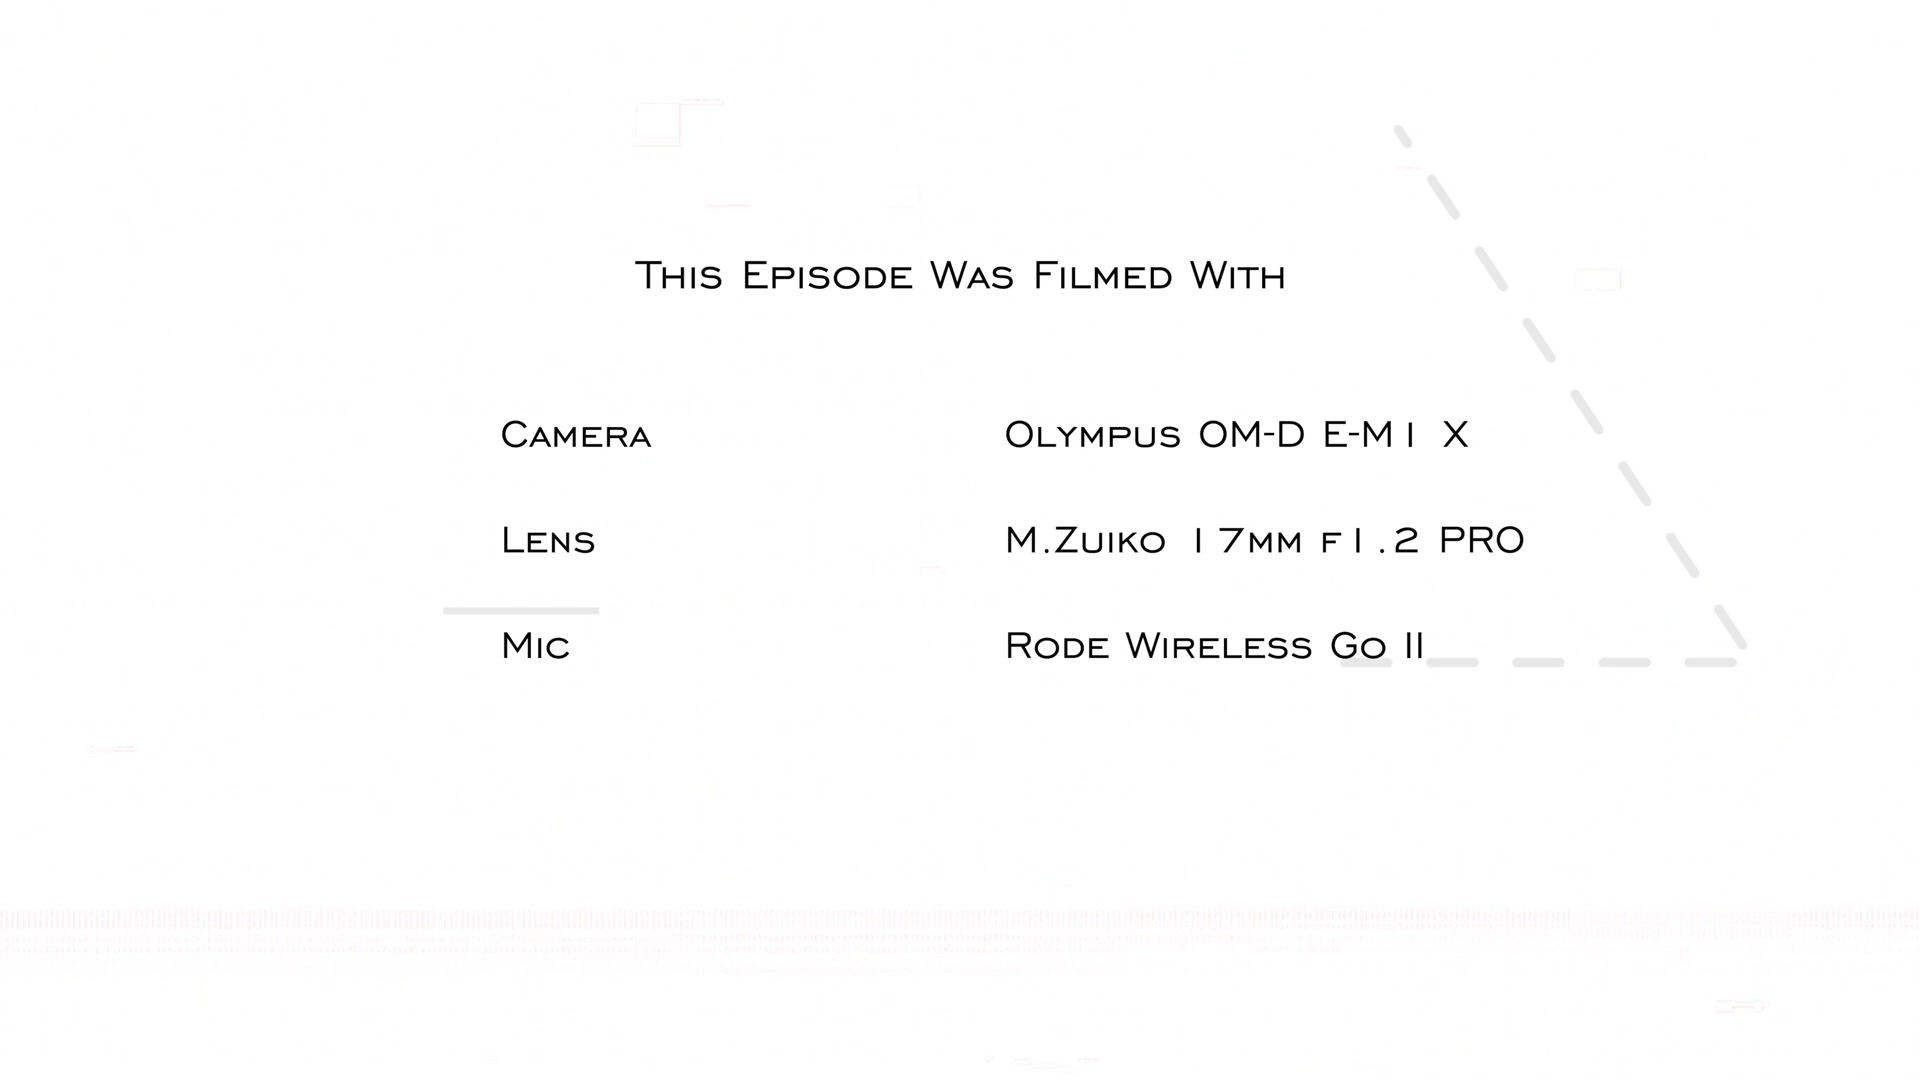 This Episode Was Filmed With
Camera Olympus OM-D E-M1 X
Lens M.Zuiko 17mm f1.2 PRO
Mic Rode Wireless Go II